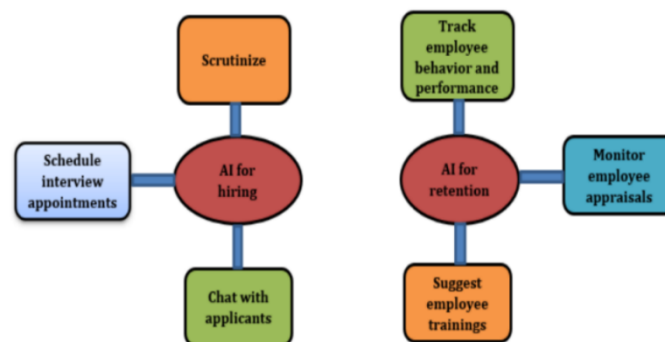 Scrutinize
Schedule
interview
appointments
AI for
hiring
Chat with
applicants
Track
employee
behavior and
performance
AI for
retention
Monitor
employee
appraisals
Suggest
employee
trainings